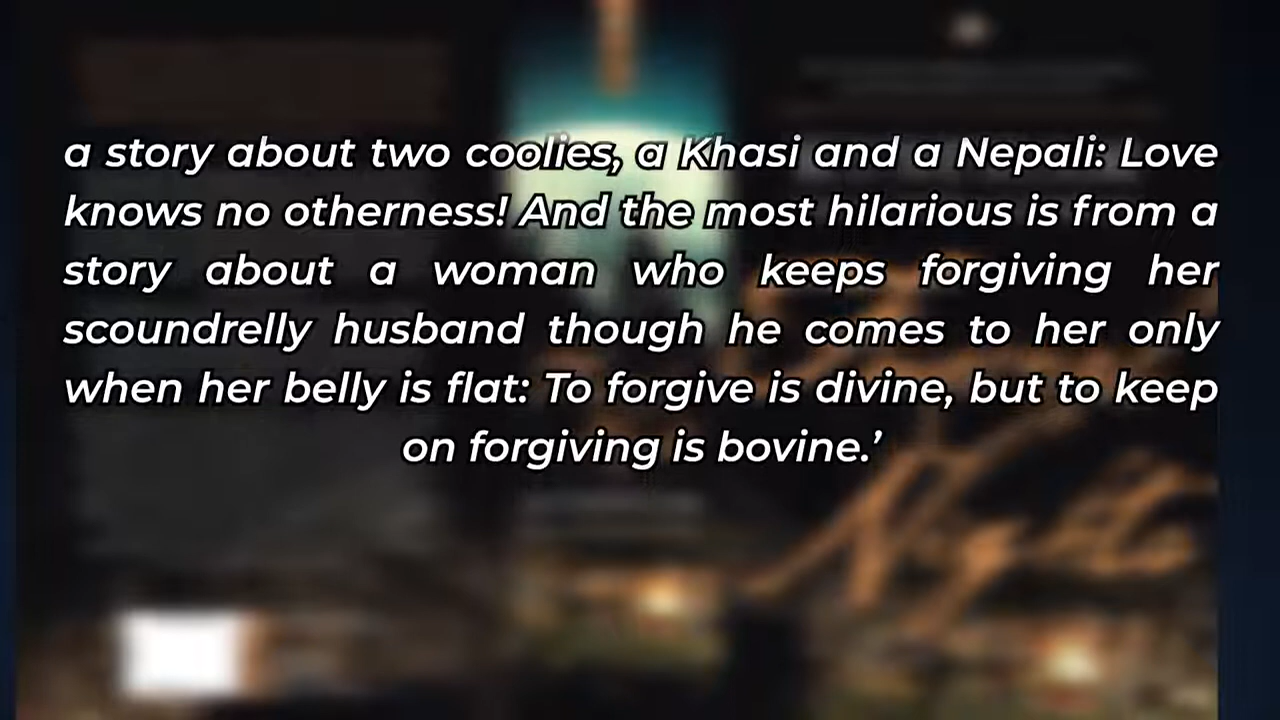 a story about two coolies, a Khasi and a Nepali: Love
knows no otherness! And the most hilarious is from a
story about a woman who keeps forgiving her
scoundrelly husband though he comes to her only
when her belly is flat: To forgive is divine, but to keep
on forgiving is bovine.’